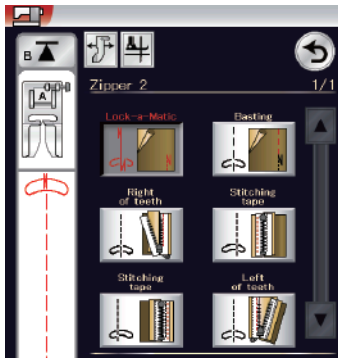 B
A
Zipper 2 1/1
Lock-a-Matic Basting
Right
of teeth
Stitching
tape
Stitching
tape
Left
of teeth